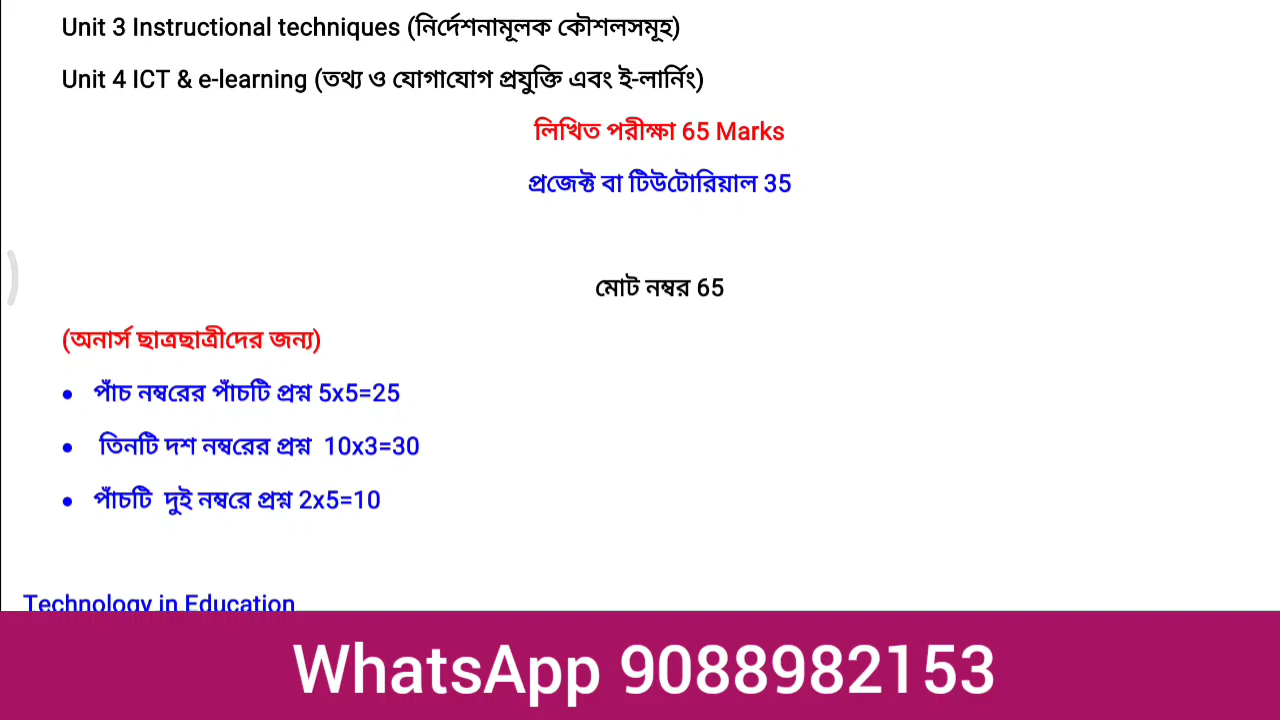 Unit 3 Instructional techniques (নির্দেশনামূলক কৌশলসমূহ)
Unit 4 ICT & e-learning (তথ্য ও যোগাযোগ প্রযুক্তি এবং ই-লার্নিং)
লিখিত পরীক্ষা 65 Marks
প্রজেক্ট বা টিউটোরিয়াল 35
মোট নম্বর 65
(অনার্স ছাত্রছাত্রীদের জন্য)
• পাঁচ নম্বরের পাঁচটি প্রশ্ন 5x5=25
• তিনটি দশ নম্বরের প্রশ্ন 10x3=30
• পাঁচটি দুই নম্বরে প্রশ্ন 2x5=10
Technology in Education
WhatsApp 9088982153